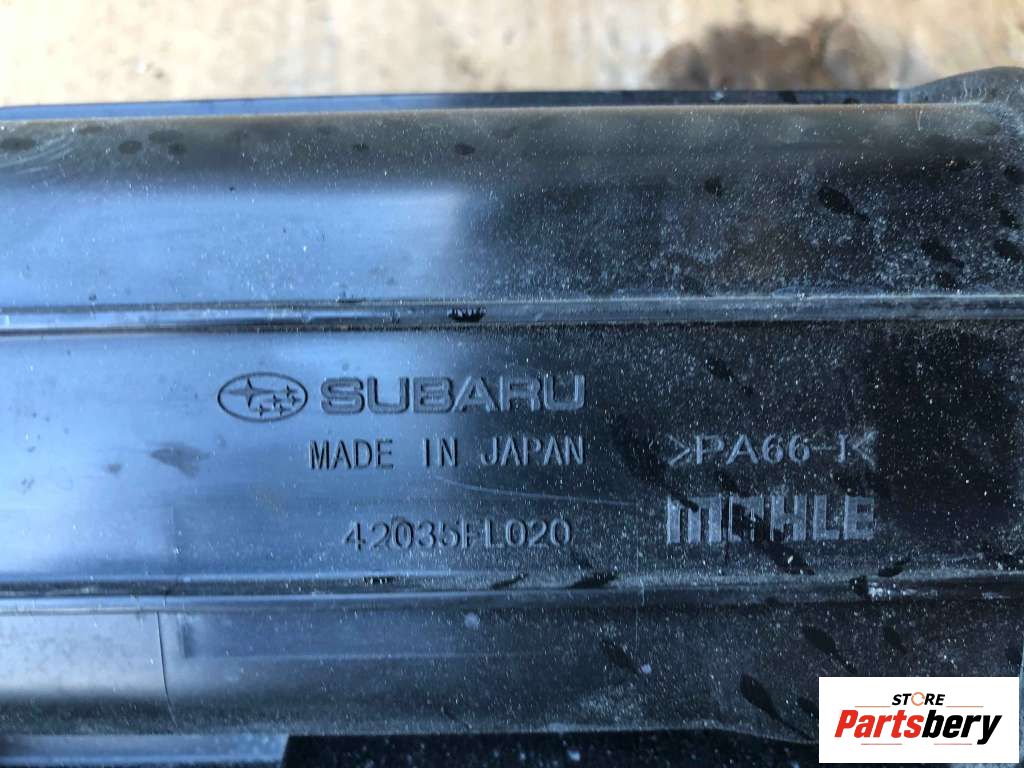 SUBARU
MADE IN JAPAN
42035FL020
>PA66-I<
MAHLE
STORE
Partsbery